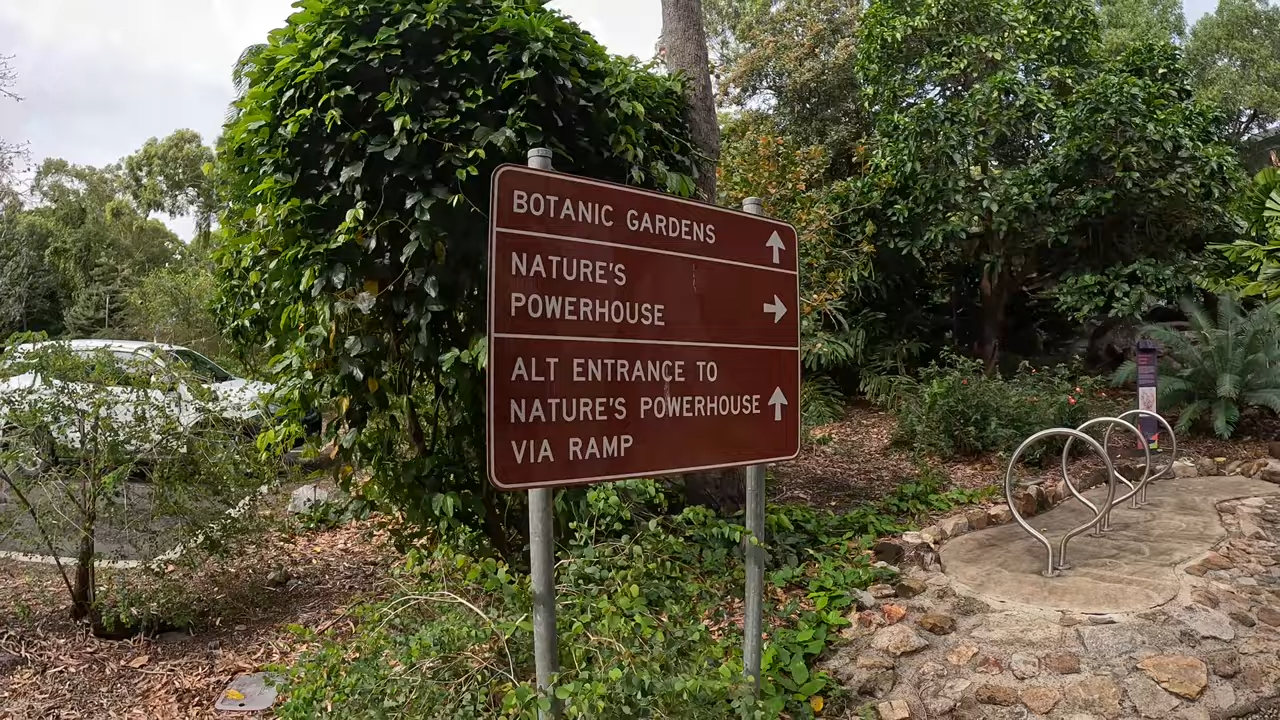 BOTANIC GARDENS
NATURE'S
POWERHOUSE
ALT ENTRANCE TO
NATURE'S POWERHOUSE
VIA RAMP